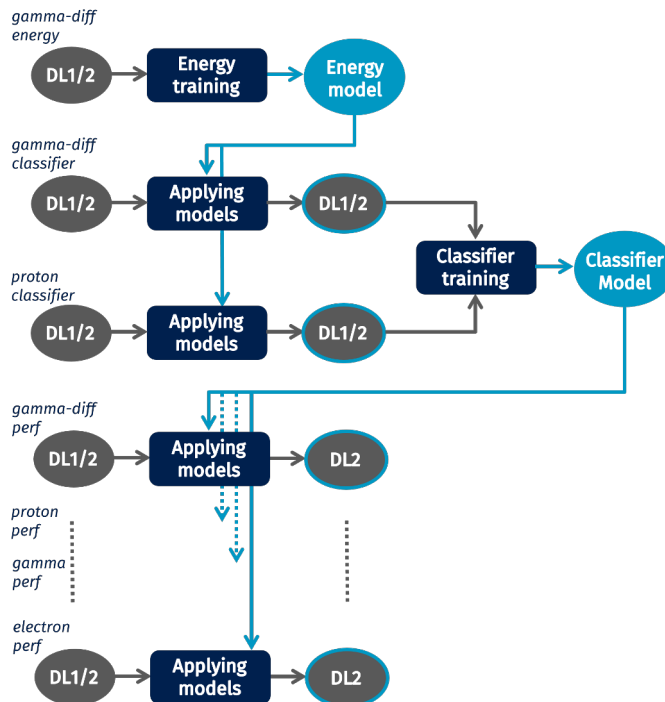 gamma-diff
energy
DL1/2
Energy
training
Energy
model
gamma-diff
classifier
DL1/2
Applying
models
DL1/2
Classifier
training
Classifier
Model
proton
classifier
DL1/2
Applying
models
DL1/2
gamma-diff
perf
DL1/2
Applying
models
DL2
proton
perf
gamma
perf
electron
perf
DL1/2
Applying
models
DL2